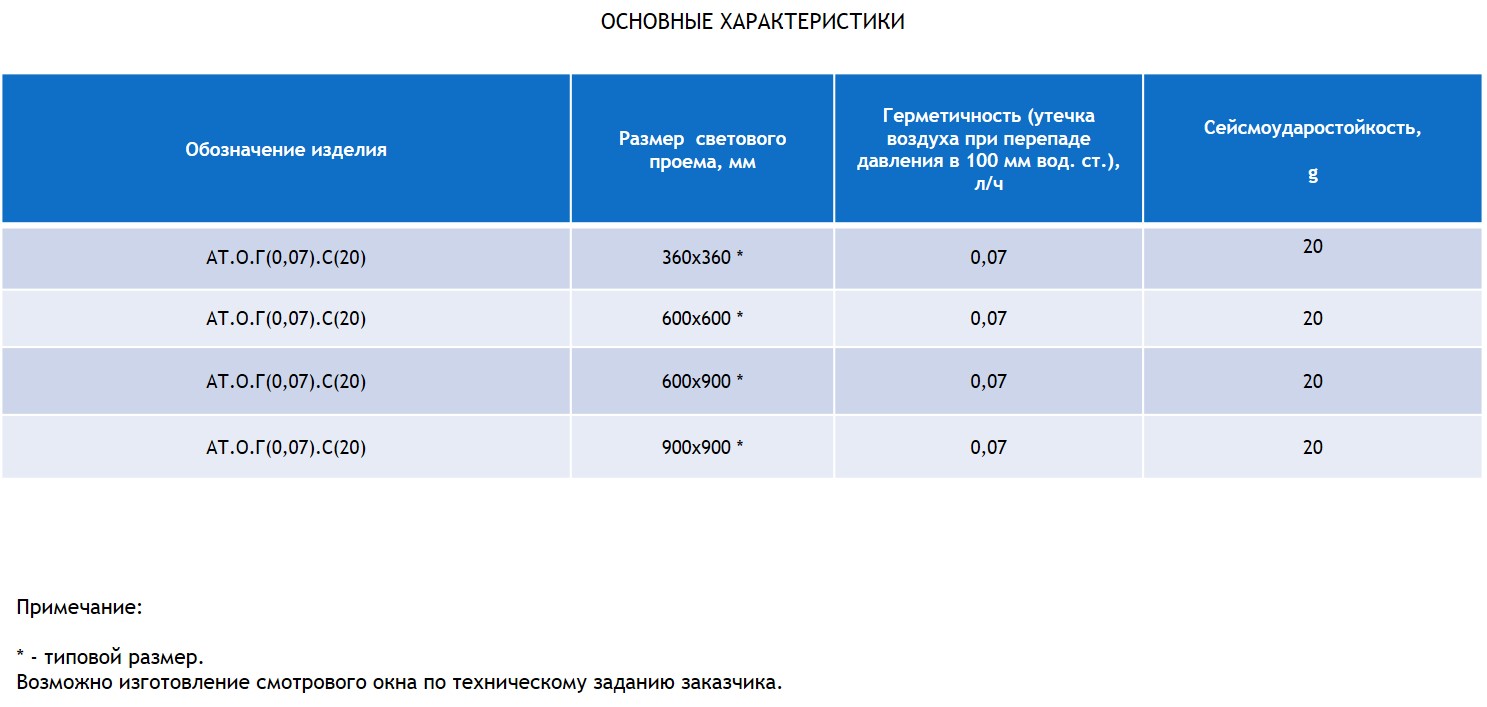 ОСНОВНЫЕ ХАРАКТЕРИСТИКИ
Обозначение изделия
Размер светового
проема, мм
Герметичность (утечка
воздуха при перепаде
давления в 100 мм вод. ст.),
л/ч
Сейсмоударостойкость,
g
АТ.О.Г(0,07).С(20)
360х360 *
0,07
20
АТ.О.Г(0,07).С(20)
600х600 *
0,07
20
АТ.О.Г(0,07).С(20)
600х900 *
0,07
20
АТ.О.Г(0,07).С(20)
900х900 *
0,07
20
Примечание:
* - типовой размер.
Возможно изготовление смотрового окна по техническому заданию заказчика.